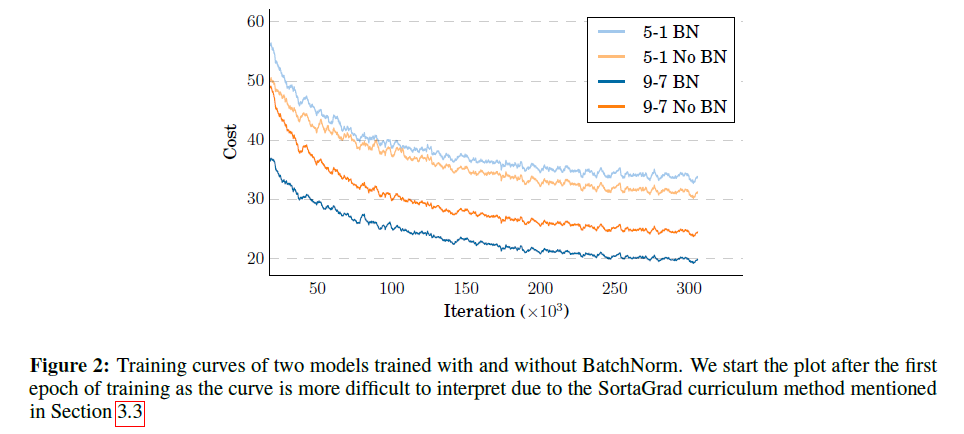 60
50
40
30
20
Cost
5-1 BN
5-1 No BN
9-7 BN
9-7 No BN
50 100 150 200 250 300
Iteration (×10³)
Figure 2: Training curves of two models trained with and without BatchNorm. We start the plot after the first
epoch of training as the curve is more difficult to interpret due to the SortaGrad curriculum method mentioned
in Section 3.3